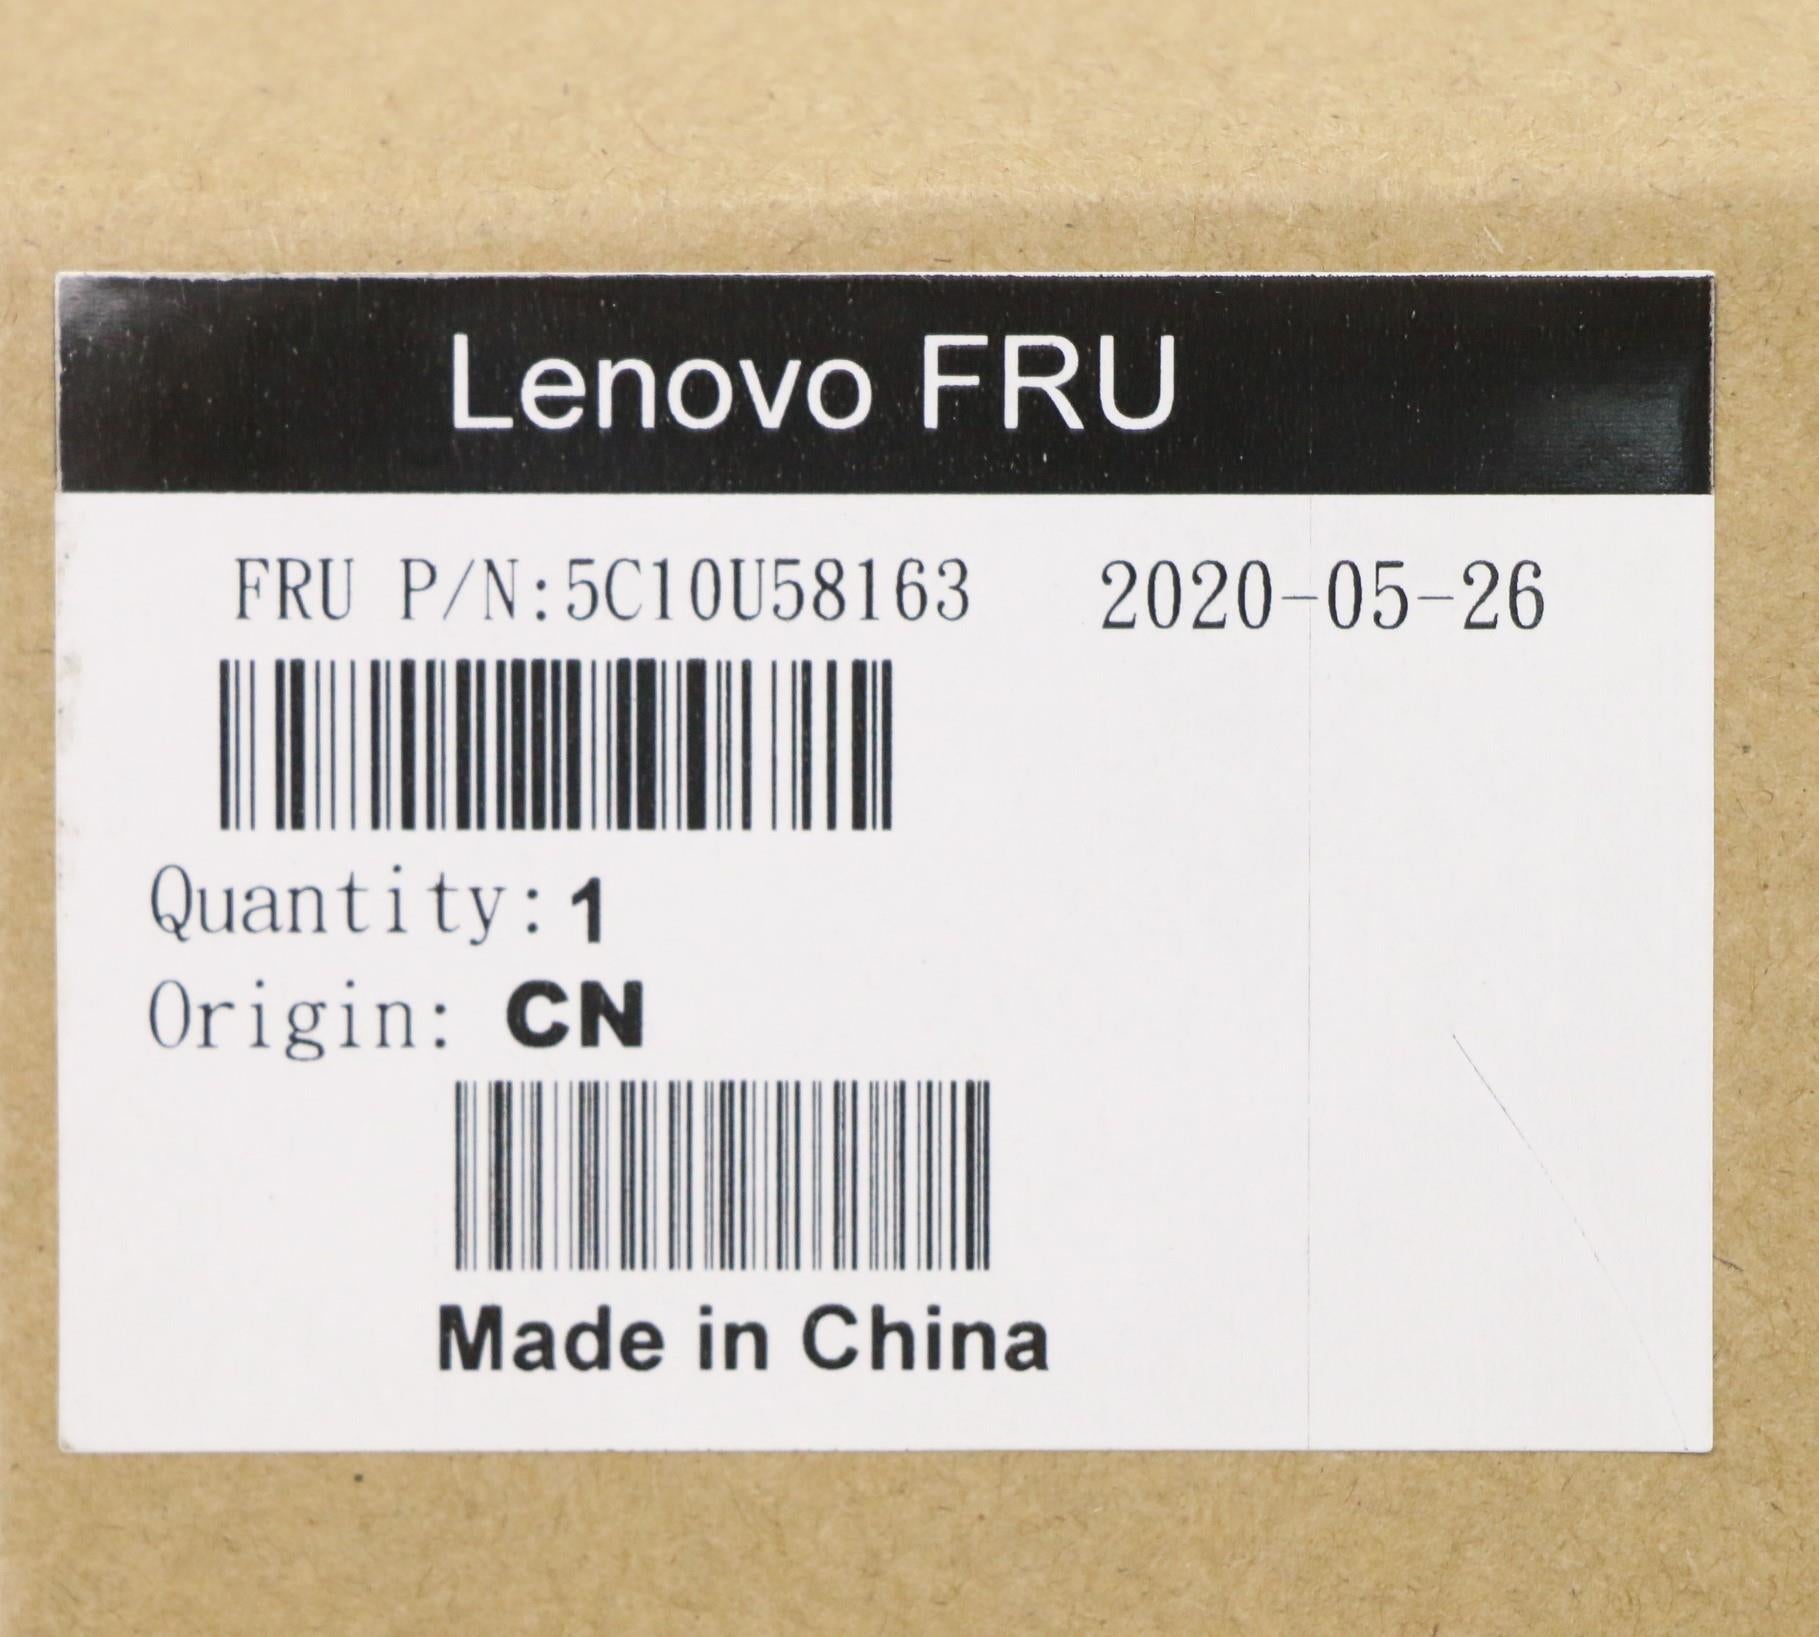 Lenovo FRU
FRU P/N:5C10U58163 2020-05-26
Quantity:1
Origin: CN
Made in China